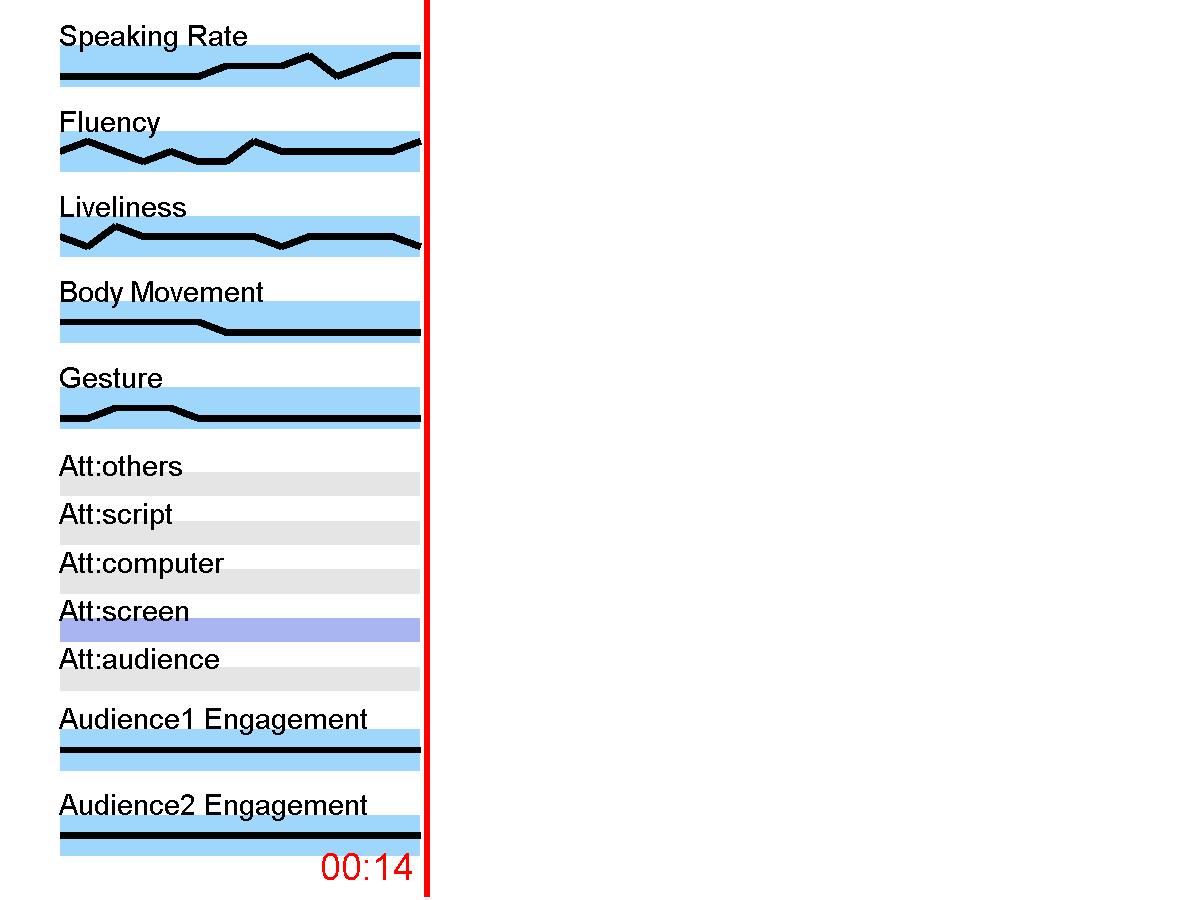 Speaking Rate
Fluency
Liveliness
Body Movement
Gesture
Att:others
Att:script
Att:computer
Att:screen
Att:audience
Audience1 Engagement
Audience2 Engagement
00:14